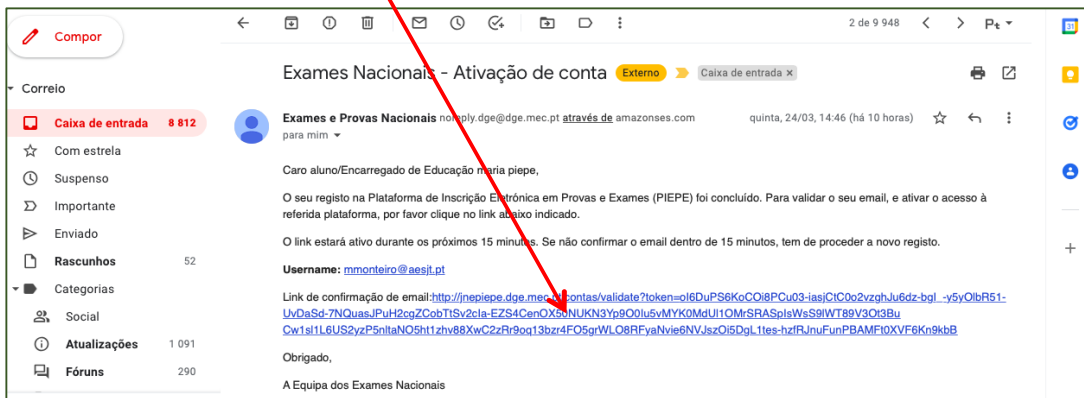 Compor
2 de 9 948
Pt
31
Exames Nacionais - Ativação de conta Externo Caixa de entrada ×
Correio
Caixa de entrada 8 812
Exames e Provas Nacionais noreply.dge@dge.mec.pt através de amazonses.com quinta, 24/03, 14:46 (há 10 horas)
para mim
Com estrela
Suspenso
Importante
Enviado
Rascunhos 52
Categorias
Social
Atualizações 1 091
Fóruns 290
Caro aluno/Encarregado de Educação maria piepe,
O seu registo na Plataforma de Inscrição Eletrónica em Provas e Exames (PIEPE) foi concluído. Para validar o seu email, e ativar o acesso à
referida plataforma, por favor clique no link abaixo indicado.
O link estará ativo durante os próximos 15 minutos. Se não confirmar o email dentro de 15 minutos, tem de proceder a novo registo.
Username: mmonteiro@aesjt.pt
Link de confirmação de email:http://jnepiepe.dge.mec.pt/contas/validate?token=oI6DuPS6KoCOi8PCu03-iasjCtC0o2vzghJu6dz-bgI_-y5yOlbR51-
UvDaSd-7NQuasJPuH2cgZCobTtSv2cIa-EZS4CenOX50NUKN3Yp9O0Iu5vMYK0MdUI1OMrSRASpIsWsS9IWT89V3Ot3Bu
Cw1sI1L6US2yzP5nltaNO5ht1zhv88XwC2zRr9oq13bzr4FO5grWLO8RFyaNvie6NVJszOi5DgL1tes-hzfRJnuFunPBAMFt0XVF6Kn9kbB
Obrigado,
A Equipa dos Exames Nacionais